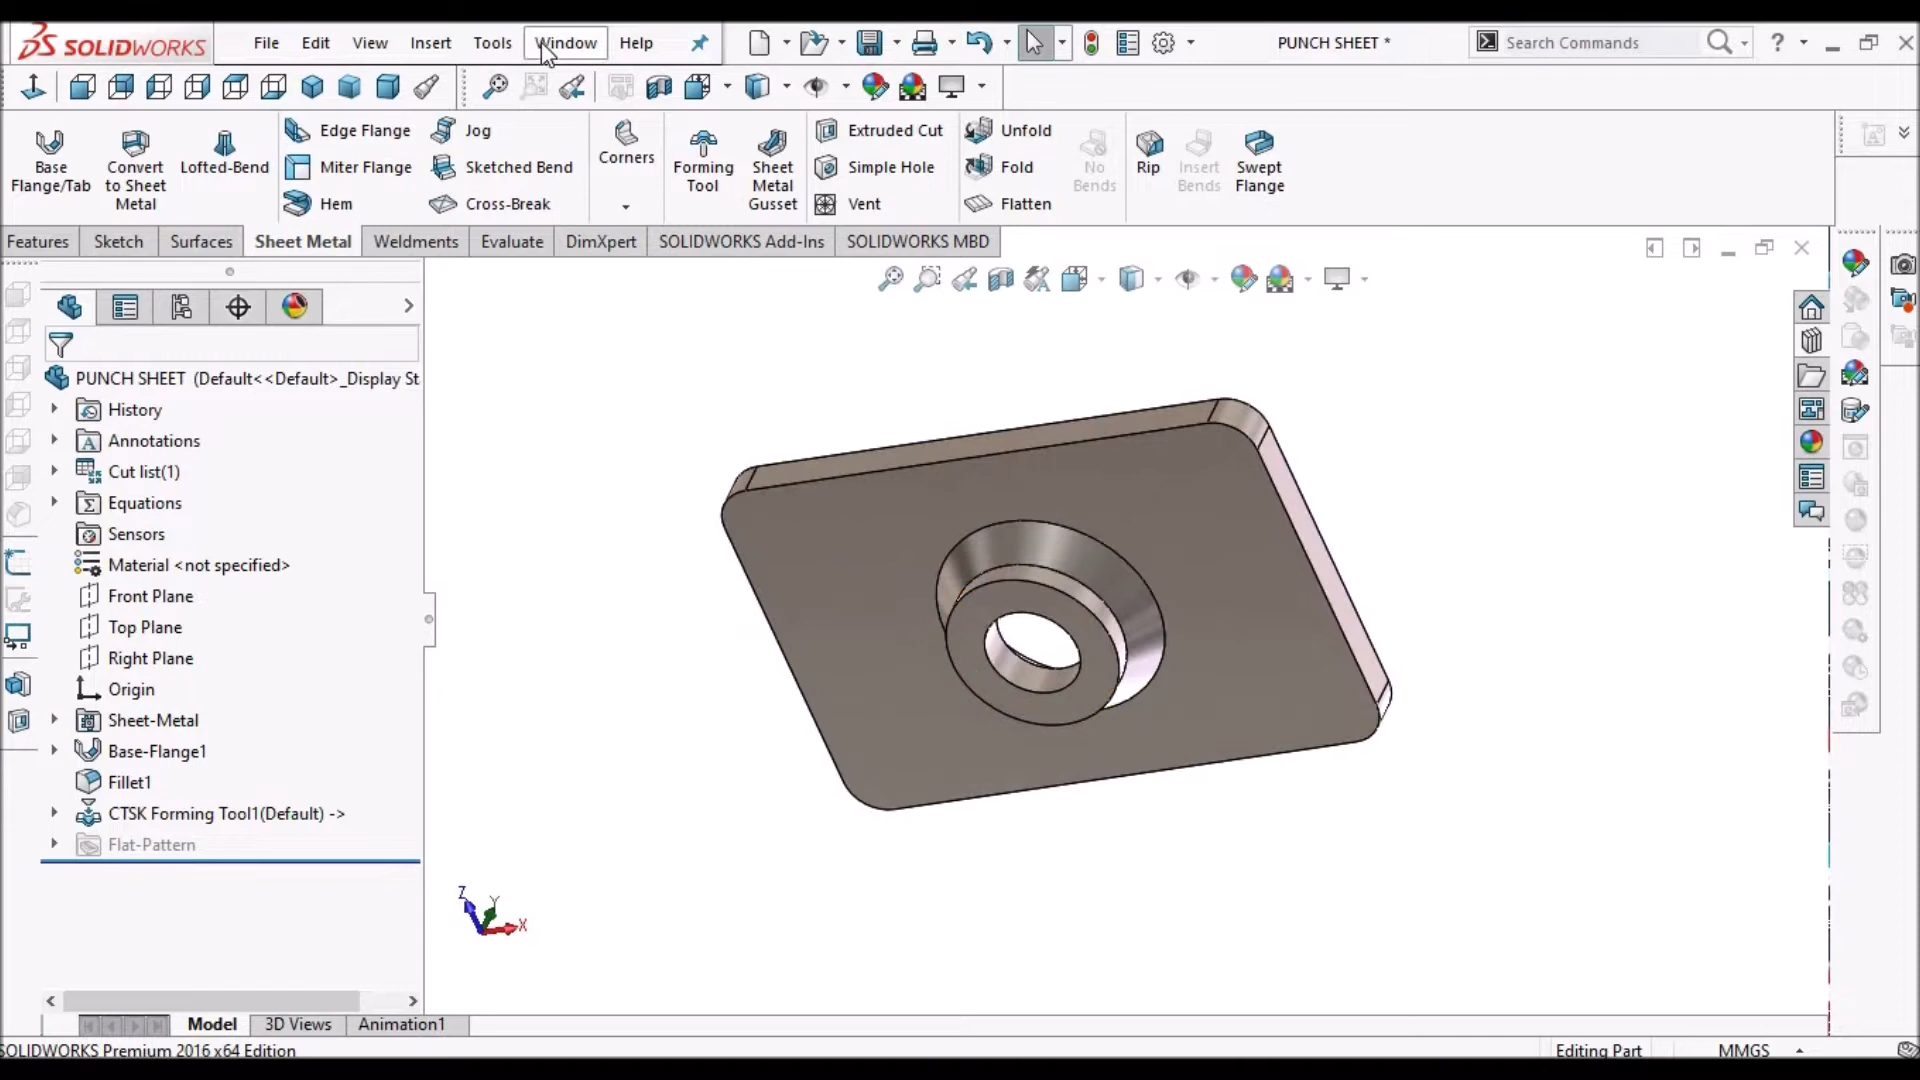 SOLIDWORKS
File Edit View Insert Tools Window Help
PUNCH SHEET *
Search Commands
?
Base Flange/Tab
Convert to Sheet Metal
Lofted-Bend
Edge Flange
Miter Flange
Hem
Jog
Sketched Bend
Cross-Break
Corners
Forming Tool
Sheet Metal Gusset
Extruded Cut
Simple Hole
Vent
Unfold
Fold
Flatten
No Bends
Rip
Insert Bends
Swept Flange
Features Sketch Surfaces Sheet Metal Weldments Evaluate DimXpert SOLIDWORKS Add-Ins SOLIDWORKS MBD
PUNCH SHEET (Default<<Default>_Display St
History
Annotations
Cut list(1)
Equations
Sensors
Material <not specified>
Front Plane
Top Plane
Right Plane
Origin
Sheet-Metal
Base-Flange1
Fillet1
CTSK Forming Tool1(Default) ->
Flat-Pattern
Z
Y
X
Model 3D Views Animation1
SOLIDWORKS Premium 2016 x64 Edition
Editing Part
MMGS